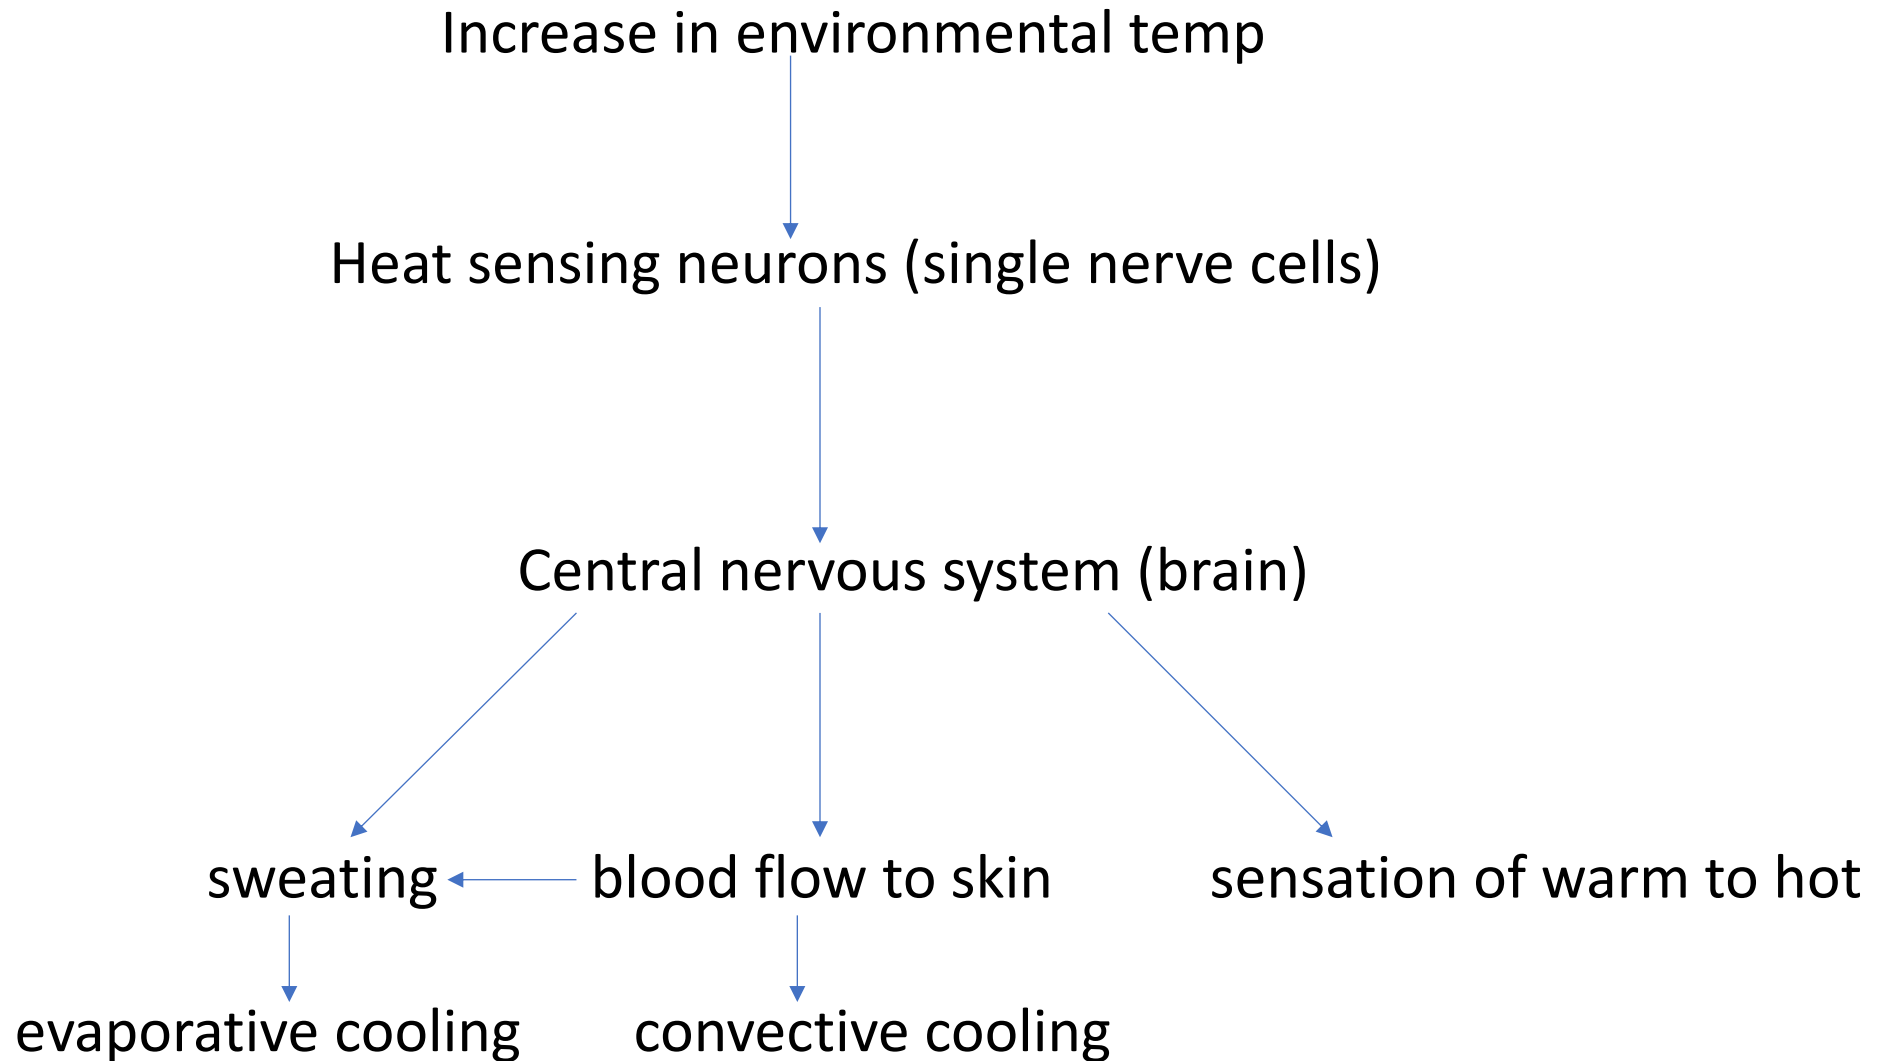 Increase in environmental temp
Heat sensing neurons (single nerve cells)
Central nervous system (brain)
sweating
blood flow to skin
sensation of warm to hot
evaporative cooling
convective cooling